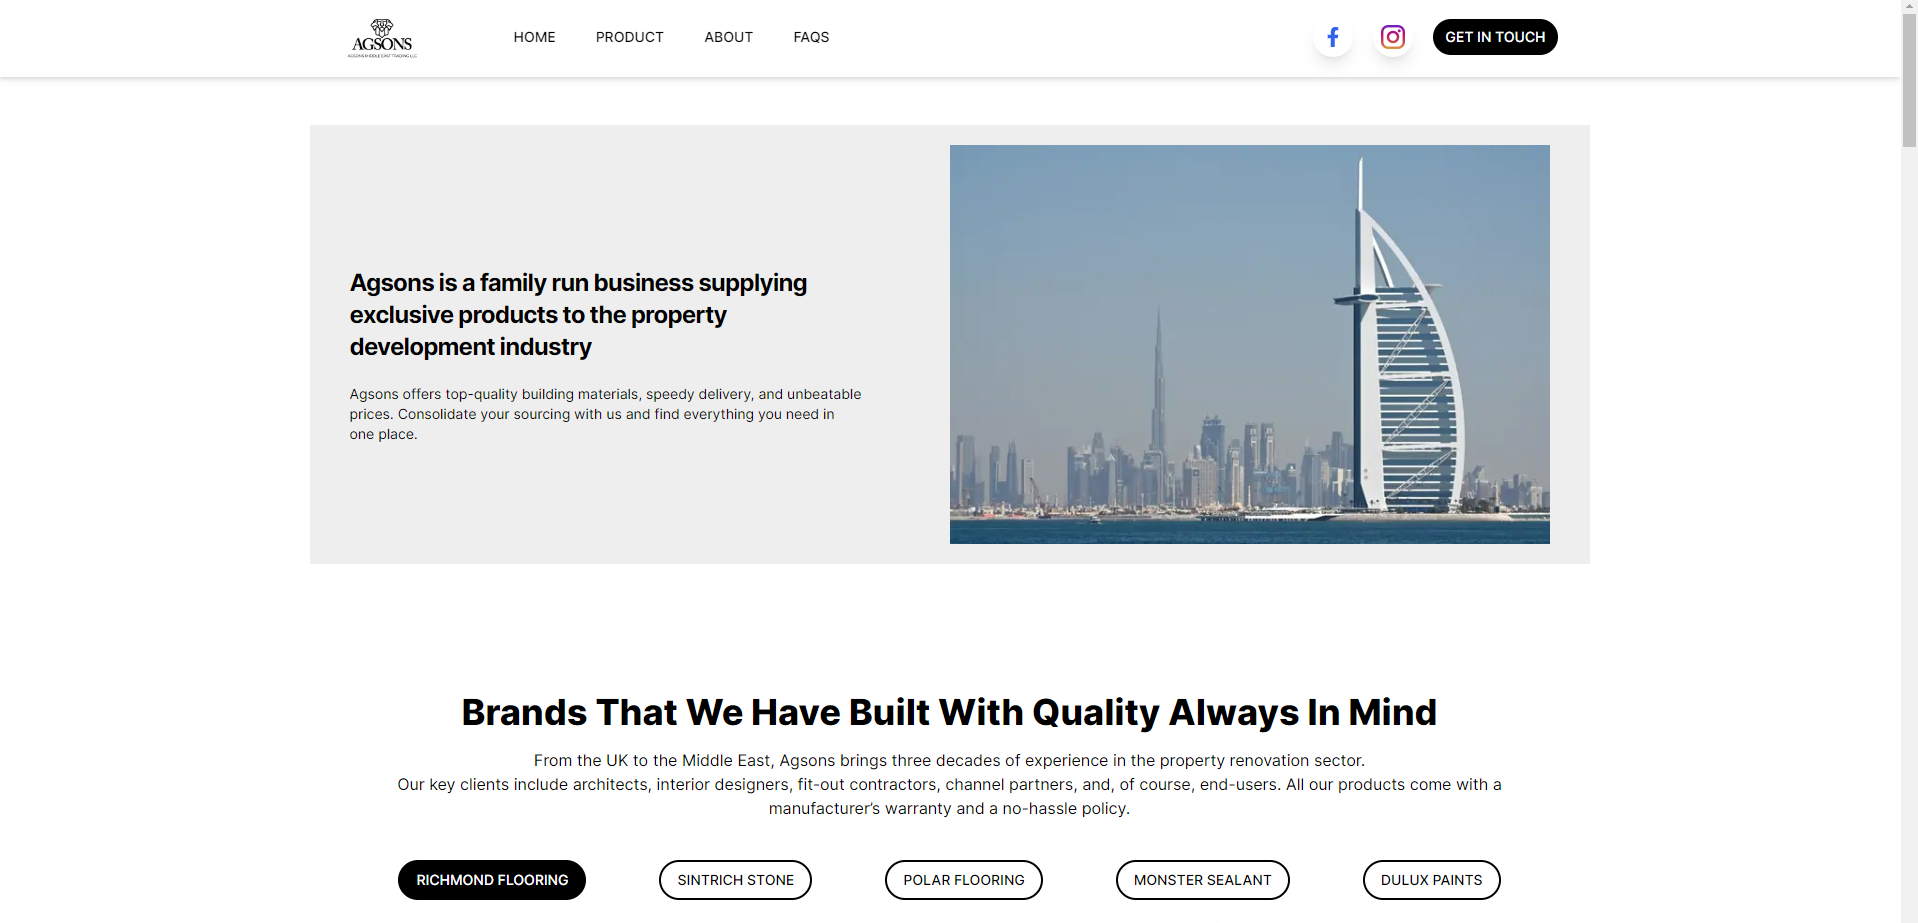 AGSONS
AGSONS MIDDLE EAST TRADING LLC
HOME PRODUCT ABOUT FAQS
GET IN TOUCH
Agsons is a family run business supplying
exclusive products to the property
development industry
Agsons offers top-quality building materials, speedy delivery, and unbeatable
prices. Consolidate your sourcing with us and find everything you need in
one place.
Brands That We Have Built With Quality Always In Mind
From the UK to the Middle East, Agsons brings three decades of experience in the property renovation sector.
Our key clients include architects, interior designers, fit-out contractors, channel partners, and, of course, end-users. All our products come with a
manufacturer’s warranty and a no-hassle policy.
RICHMOND FLOORING SINTRICH STONE POLAR FLOORING MONSTER SEALANT DULUX PAINTS